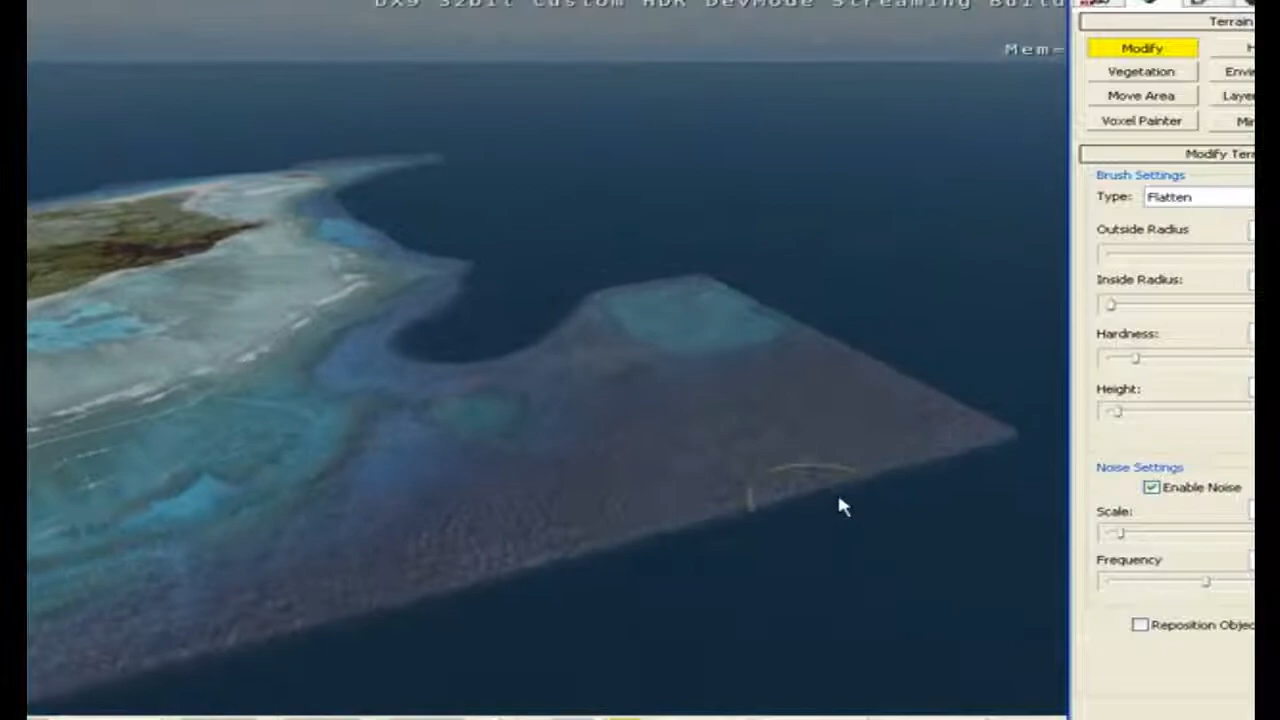 DX9 32bit Custom HDR DevMode Streaming Build
Mem=
Terrain
Modify
Vegetation
Envi
Move Area
Laye
Voxel Painter
Modify Terr
Brush Settings
Type: Flatten
Outside Radius
Inside Radius:
Hardness:
Height:
Noise Settings
Enable Noise
Scale:
Frequency
Reposition Objec